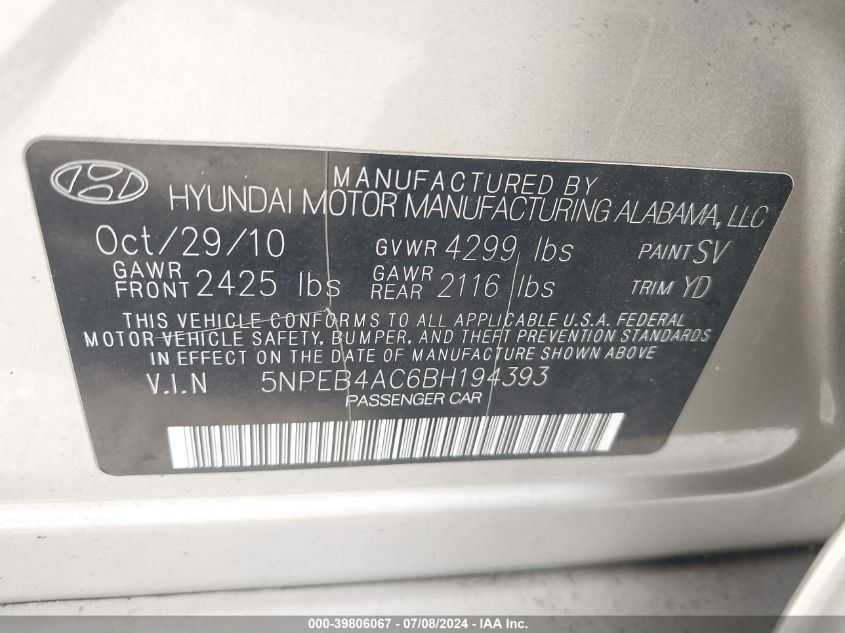 MANUFACTURED BY
HYUNDAI MOTOR MANUFACTURING ALABAMA, LLC
Oct/29/10 GVWR 4299 lbs PAINT SV
GAWR FRONT 2425 lbs GAWR REAR 2116 lbs TRIM YD
THIS VEHICLE CONFORMS TO ALL APPLICABLE U.S.A. FEDERAL
MOTOR VEHICLE SAFETY, BUMPER, AND THEFT PREVENTION STANDARDS
IN EFFECT ON THE DATE OF MANUFACTURE SHOWN ABOVE.
V.I.N 5NPEB4AC6BH194393
PASSENGER CAR
000-39806067 - 07/08/2024 - IAA Inc.